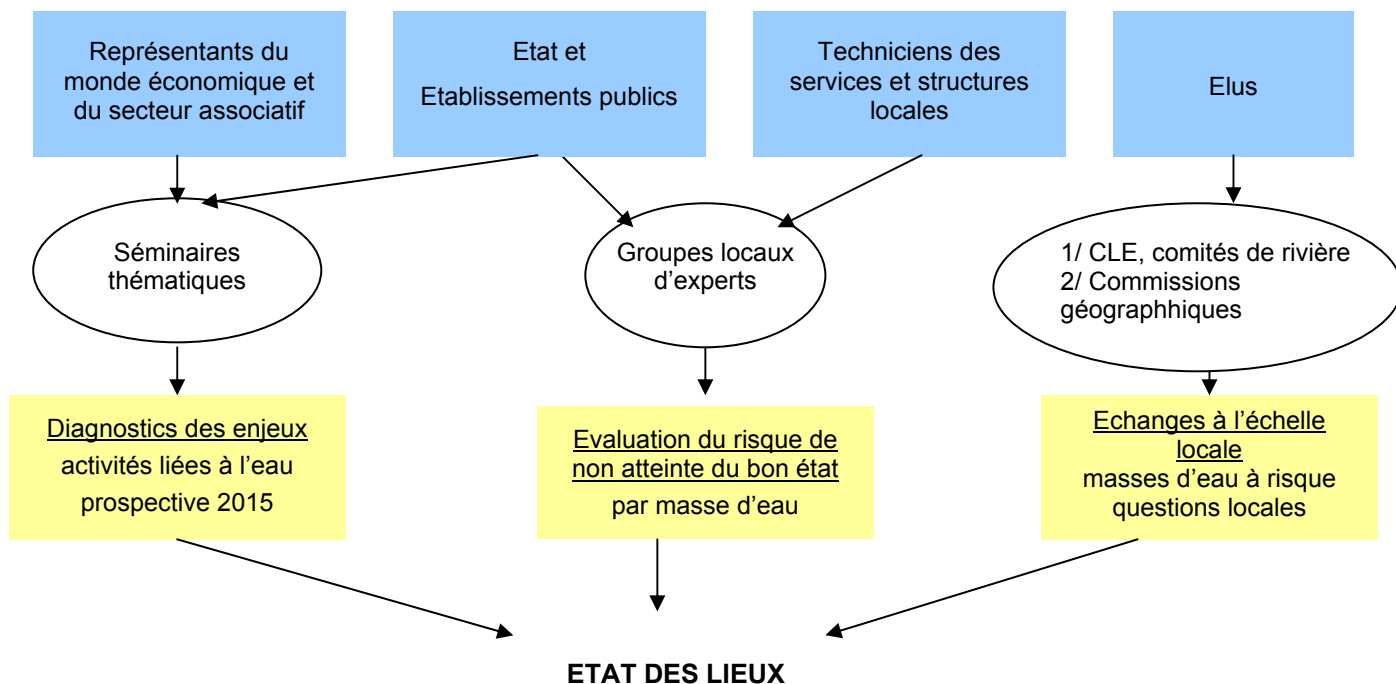 Représentants du
monde économique et
du secteur associatif
Etat et
Etablissements publics
Techniciens des
services et structures
locales
Elus
Séminaires
thématiques
Groupes locaux
d'experts
1/ CLE, comités de rivière
2/ Commissions
géographhiques
Diagnostics des enjeux
activités liées à l'eau
prospective 2015
Evaluation du risque de
non atteinte du bon état
par masse d'eau
Echanges à l'échelle
locale
masses d'eau à risque
questions locales
ETAT DES LIEUX